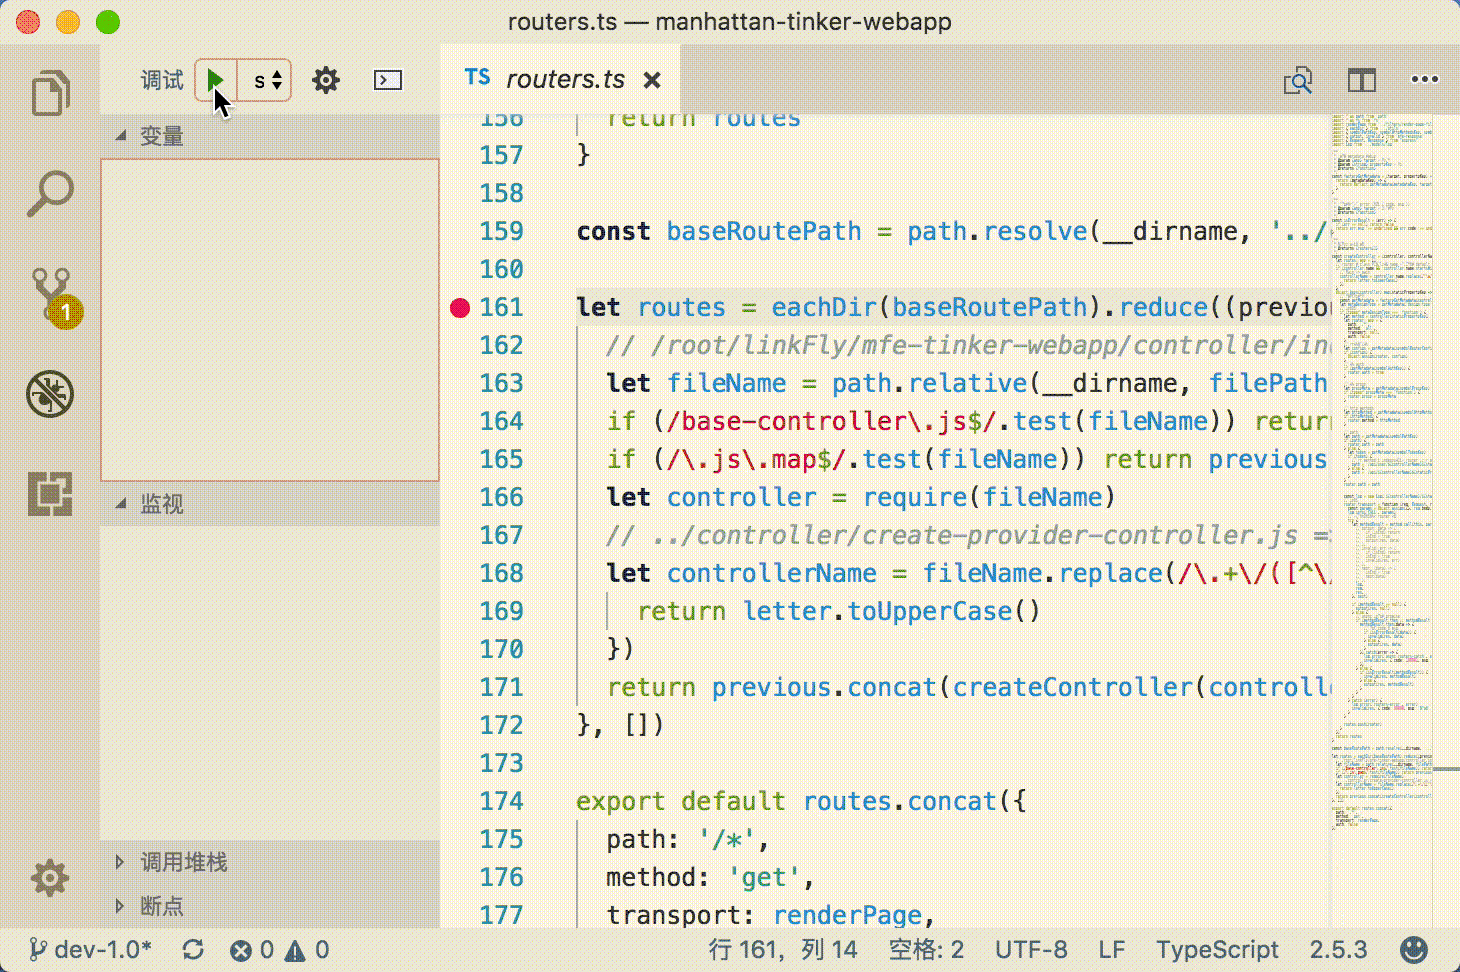 routers.ts — manhattan-tinker-webapp
调试 s
TS routers.ts ×
变量
监视
调用堆栈
断点
1
156 return routes
157 }
158
159 const baseRoutePath = path.resolve(__dirname, '../
160
161 let routes = eachDir(baseRoutePath).reduce((previo
162 // /root/linkFly/mfe-tinker-webapp/controller/in
163 let fileName = path.relative(__dirname, filePath
164 if (/base-controller\.js$/.test(fileName)) retur
165 if (/\.js\.map$/.test(fileName)) return previous
166 let controller = require(fileName)
167 // ../controller/create-provider-controller.js =
168 let controllerName = fileName.replace(/\.+\/([^\/
169 return letter.toUpperCase()
170 })
171 return previous.concat(createController(controll
172 }, [])
173
174 export default routes.concat({
175 path: '/*',
176 method: 'get',
177 transport: renderPage,
dev-1.0* 0 0 行 161，列 14 空格: 2 UTF-8 LF TypeScript 2.5.3